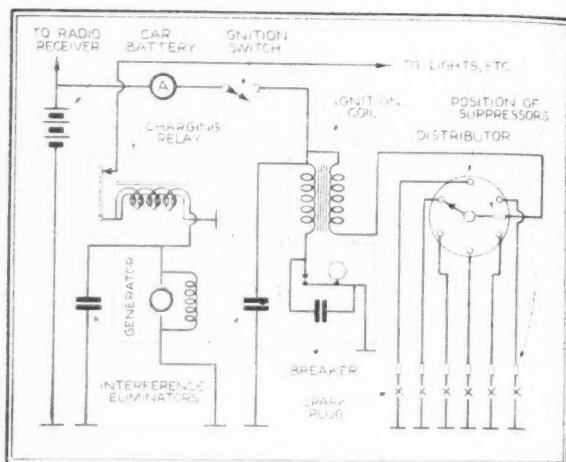 TO RADIO
RECEIVER
CAR
BATTERY
IGNITION
SWITCH
A
TO LIGHTS, ETC
IGNITION
COIL
POSITION OF
SUPPRESSORS
DISTRIBUTOR
CHARGING
RELAY
GENERATOR
INTERFERENCE
ELIMINATORS
BREAKER
SPARK
PLUG